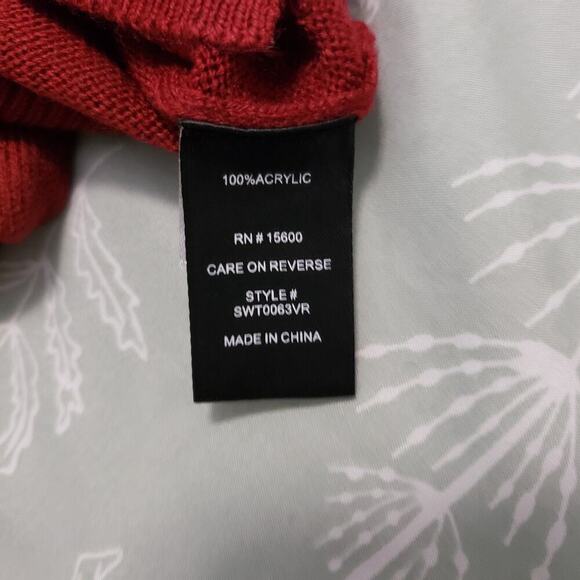 100%ACRYLIC
RN # 15600
CARE ON REVERSE
STYLE #
SWT0063VR
MADE IN CHINA